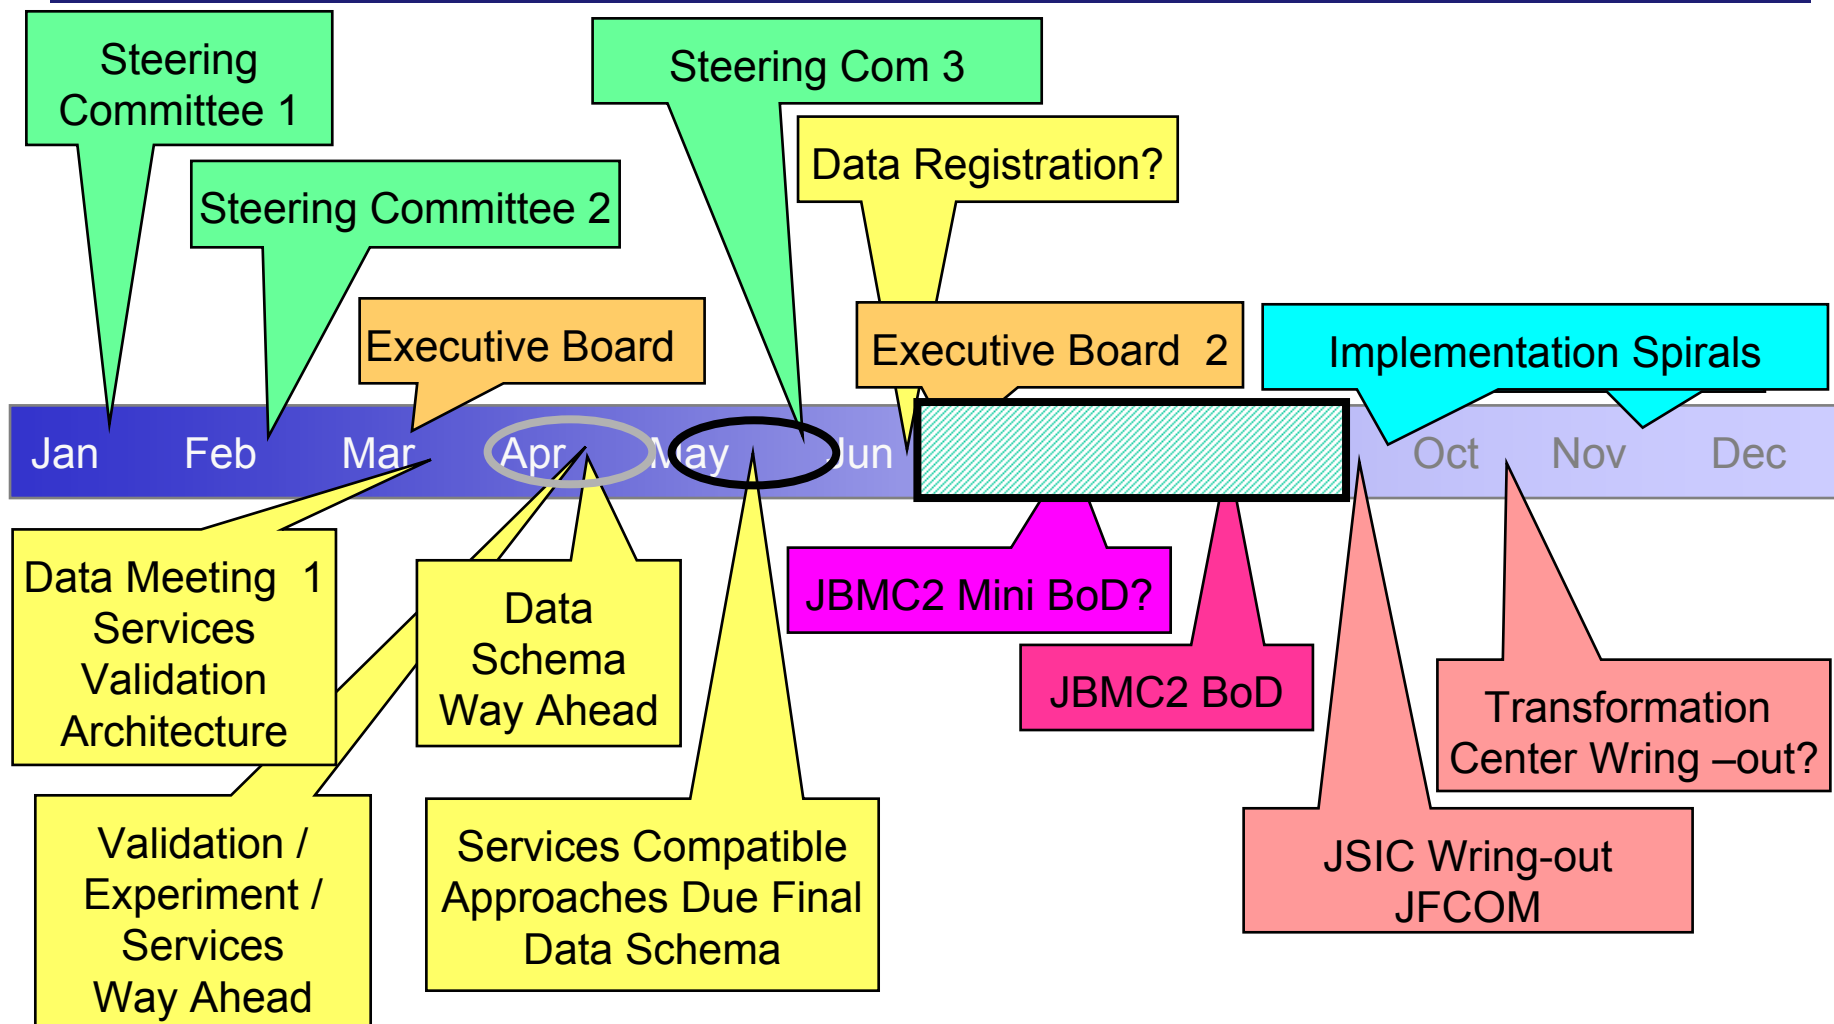 Steering
Committee 1
Steering Com 3
Data Registration?
Steering Committee 2
Executive Board
Executive Board 2
Implementation Spirals
Jan Feb Mar Apr May Jun Oct Nov Dec
Data Meeting 1
Services
Validation
Architecture
Data
Schema
Way Ahead
JBMC2 Mini BoD?
JBMC2 BoD
Transformation
Center Wring –out?
Validation /
Experiment /
Services
Way Ahead
Services Compatible
Approaches Due Final
Data Schema
JSIC Wring-out
JFCOM